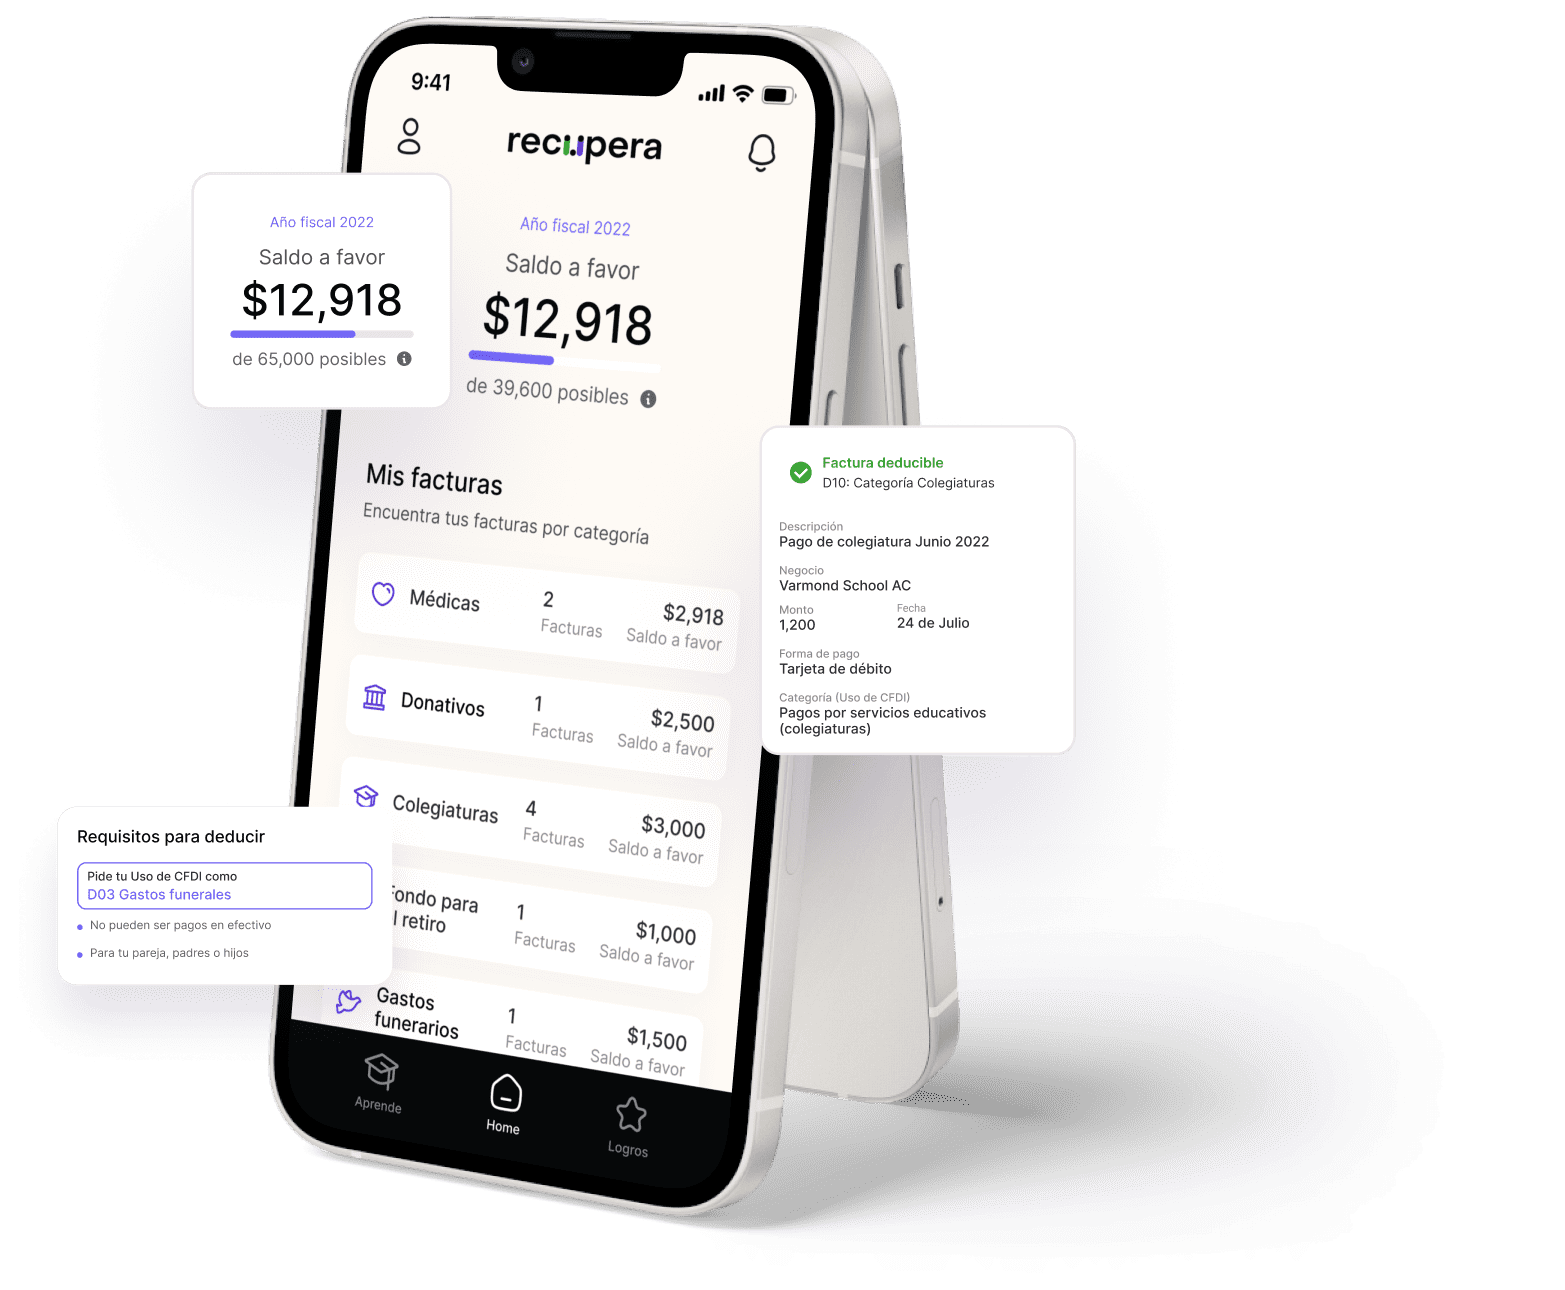 9:41
recupera
Año fiscal 2022
Saldo a favor
$12,918
de 65,000 posibles
Año fiscal 2022
Saldo a favor
$12,918
de 39,600 posibles
Mis facturas
Encuentra tus facturas por categoría
Médicas
2
Facturas
$2,918
Saldo a favor
Donativos
1
Facturas
$2,500
Saldo a favor
Colegiaturas
4
Facturas
$3,000
Saldo a favor
Fondo para
l retiro
1
Facturas
$1,000
Saldo a favor
Gastos
funerarios
1
Facturas
$1,500
Saldo a favor
Aprende
Home
Logros
Factura deducible
D10: Categoría Colegiaturas
Descripción
Pago de colegiatura Junio 2022
Negocio
Varmond School AC
Monto
1,200
Fecha
24 de Julio
Forma de pago
Tarjeta de débito
Categoría (Uso de CFDI)
Pagos por servicios educativos
(colegiaturas)
Requisitos para deducir
Pide tu Uso de CFDI como
D03 Gastos funerales
No pueden ser pagos en efectivo
Para tu pareja, padres o hijos